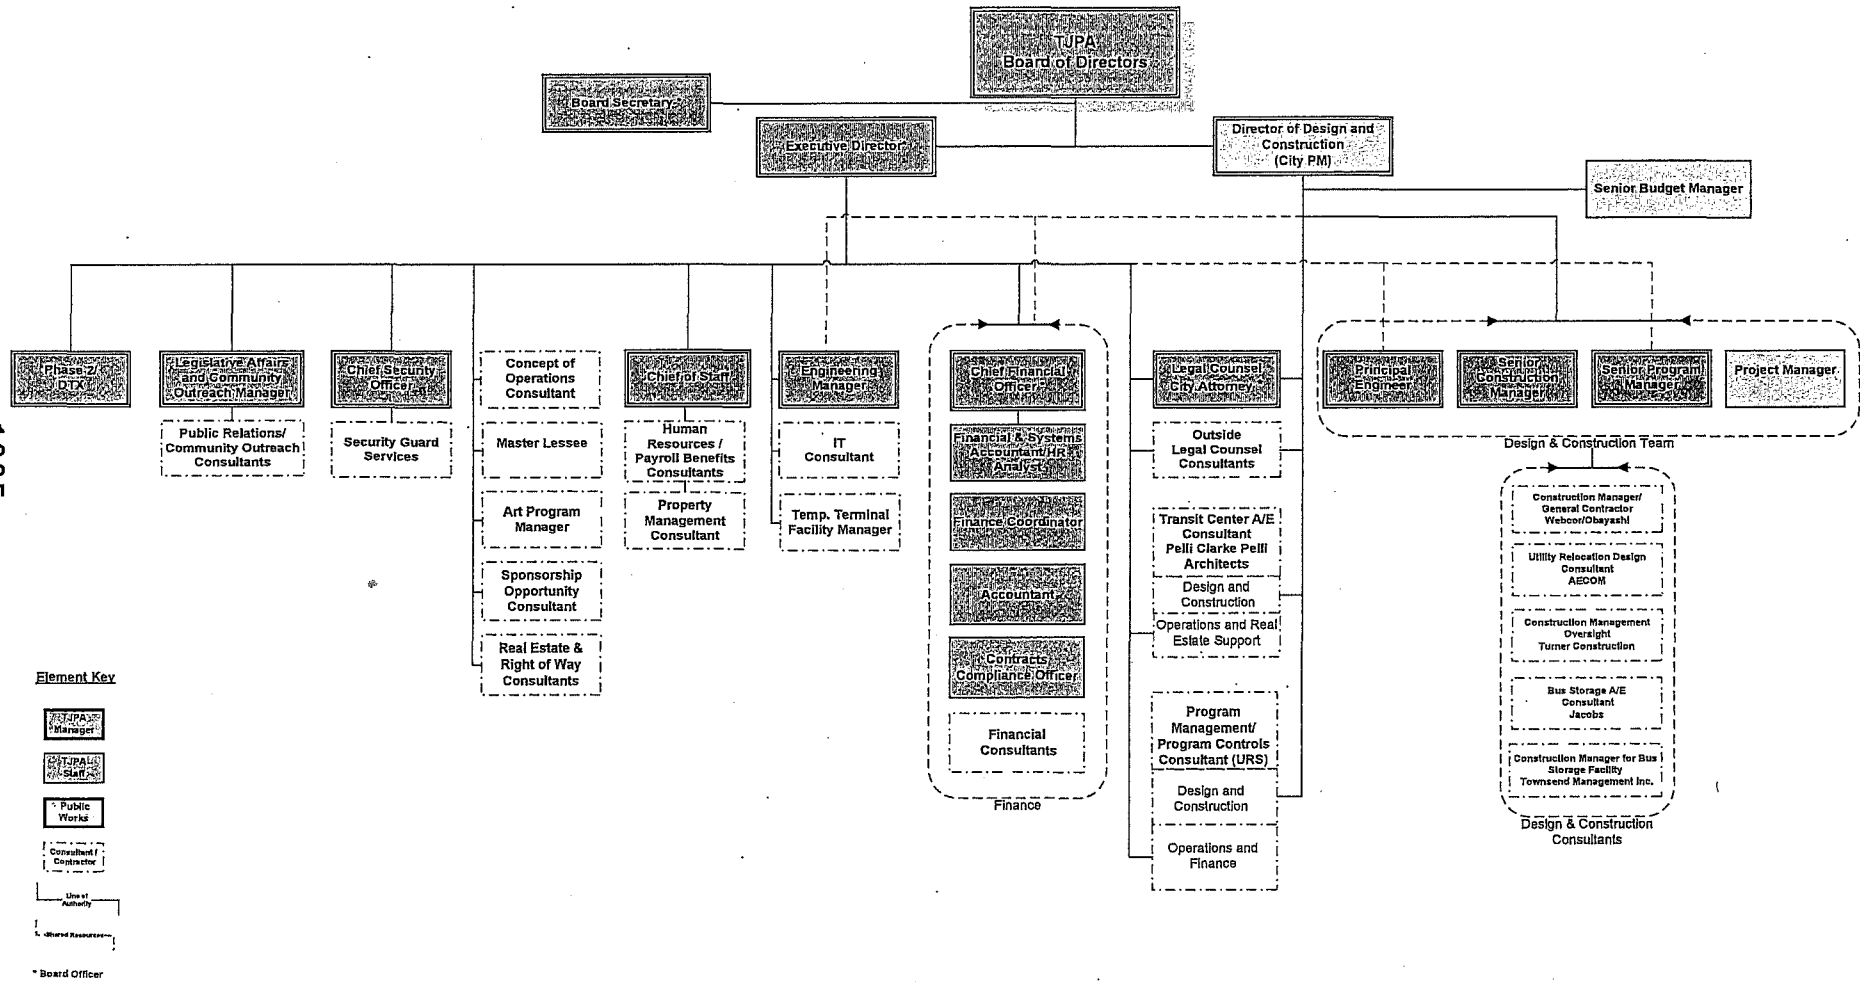 TJPA
Board of Directors
Board Secretary*
Executive Director*
Director of Design and
Construction
(City PM)
Senior Budget Manager
Phase 2/
DTX
Legislative Affairs
and Community
Outreach Manager
Public Relations/
Community Outreach
Consultants
Chief Security
Officer
Security Guard
Services
Concept of
Operations
Consultant
Master Lessee
Art Program
Manager
Sponsorship
Opportunity
Consultant
Real Estate &
Right of Way
Consultants
Chief of Staff
Human
Resources /
Payroll Benefits
Consultants
Property
Management
Consultant
Engineering
Manager
IT
Consultant
Temp. Terminal
Facility Manager
Chief Financial
Officer*
Financial & Systems
Accountant/HR
Analyst
Finance Coordinator
Accountant
Contracts
Compliance Officer
Financial
Consultants
Finance
Legal Counsel
City Attorney
Outside
Legal Counsel
Consultants
Transit Center A/E
Consultant
Pelli Clarke Pelli
Architects
Design and
Construction
Operations and Real
Estate Support
Program
Management/
Program Controls
Consultant (URS)
Design and
Construction
Operations and
Finance
Principal
Engineer
Senior
Construction
Manager
Senior Program
Manager
Project Manager
Design & Construction Team
Construction Manager/
General Contractor
Webcor/Obayashi
Utility Relocation Design
Consultant
AECOM
Construction Management
Oversight
Turner Construction
Bus Storage A/E
Consultant
Jacobs
Construction Manager for Bus
Storage Facility
Townsend Management Inc.
Design & Construction
Consultants
Element Key
TJPA
Manager
TJPA
Staff
Public
Works
Consultant /
Contractor
Line of
Authority
Shared Resources
* Board Officer